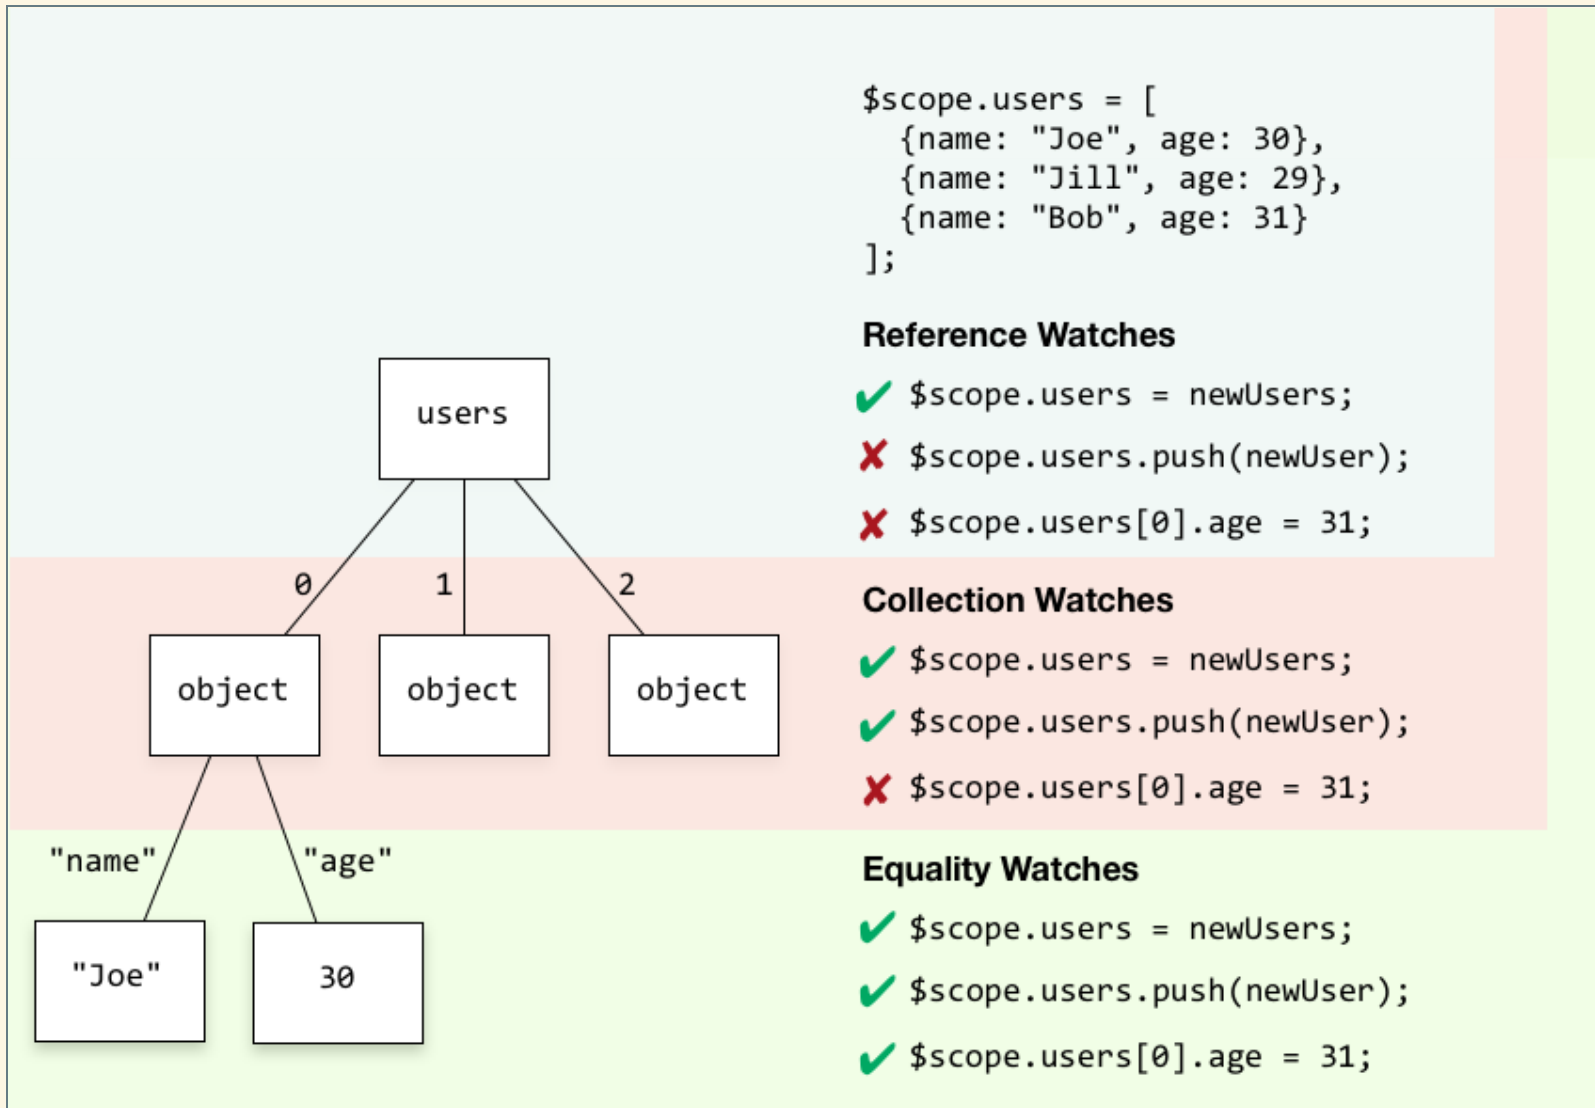 $scope.users = [
{name: "Joe", age: 30},
{name: "Jill", age: 29},
{name: "Bob", age: 31}
];
Reference Watches
✔ $scope.users = newUsers;
✘ $scope.users.push(newUser);
✘ $scope.users[0].age = 31;
users
0 1 2
Collection Watches
✔ $scope.users = newUsers;
✔ $scope.users.push(newUser);
✘ $scope.users[0].age = 31;
object object object
"name" "age"
Equality Watches
✔ $scope.users = newUsers;
✔ $scope.users.push(newUser);
✔ $scope.users[0].age = 31;
"Joe" 30